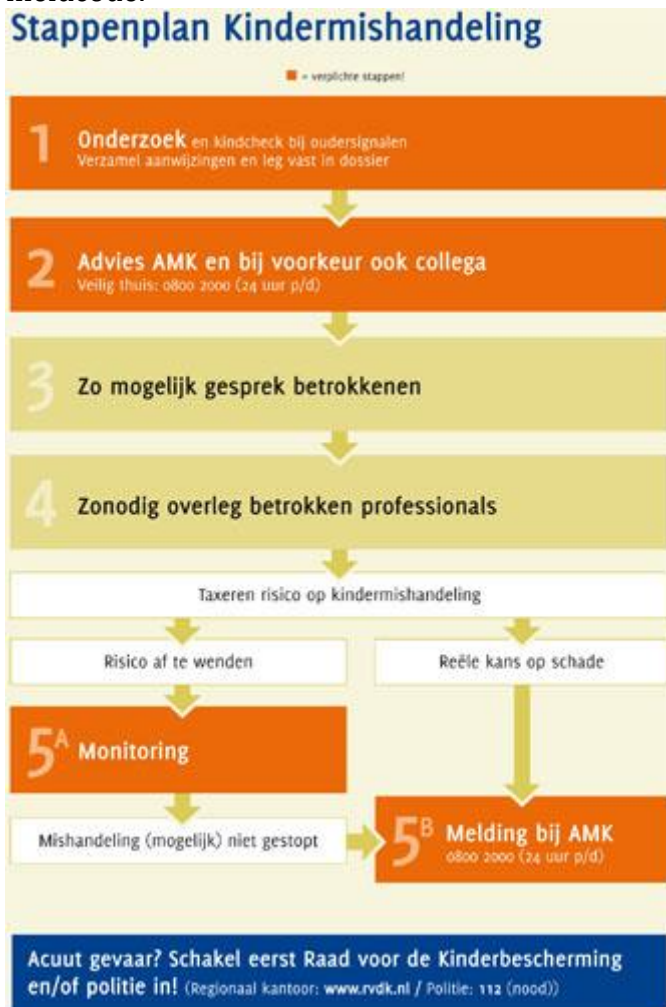 Stappenplan Kindermishandeling
= verplichte stappen!
1 Onderzoek en kindcheck bij oudersignalen
Verzamel aanwijzingen en leg vast in dossier
2 Advies AMK en bij voorkeur ook collega
Veilig thuis: 0800 2000 (24 uur p/d)
3 Zo mogelijk gesprek betrokkenen
4 Zonodig overleg betrokken professionals
Taxeren risico op kindermishandeling
Risico af te wenden
Reële kans op schade
5A Monitoring
Mishandeling (mogelijk) niet gestopt
5B Melding bij AMK
0800 2000 (24 uur p/d)
Acuut gevaar? Schakel eerst Raad voor de Kinderbescherming
en/of politie in! (Regionaal kantoor: www.rvdk.nl / Politie: 112 (nood))